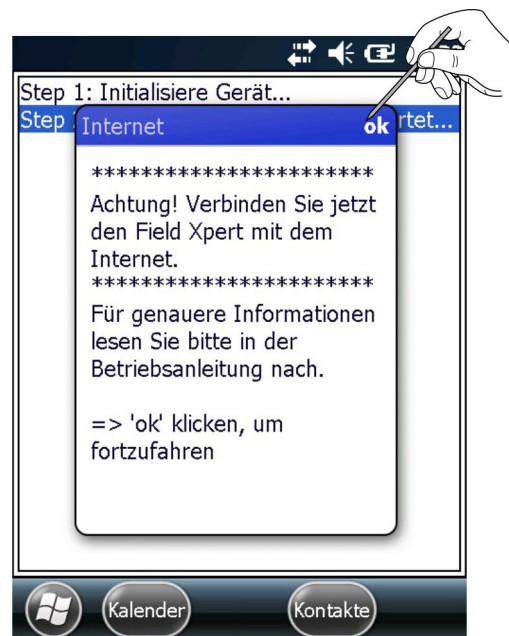 Step 1: Initialisiere Gerät...
Step rtet...
Internet ok
************************
Achtung! Verbinden Sie jetzt
den Field Xpert mit dem
Internet.
************************
Für genauere Informationen
lesen Sie bitte in der
Betriebsanleitung nach.
=> 'ok' klicken, um
fortzufahren
Kalender Kontakte